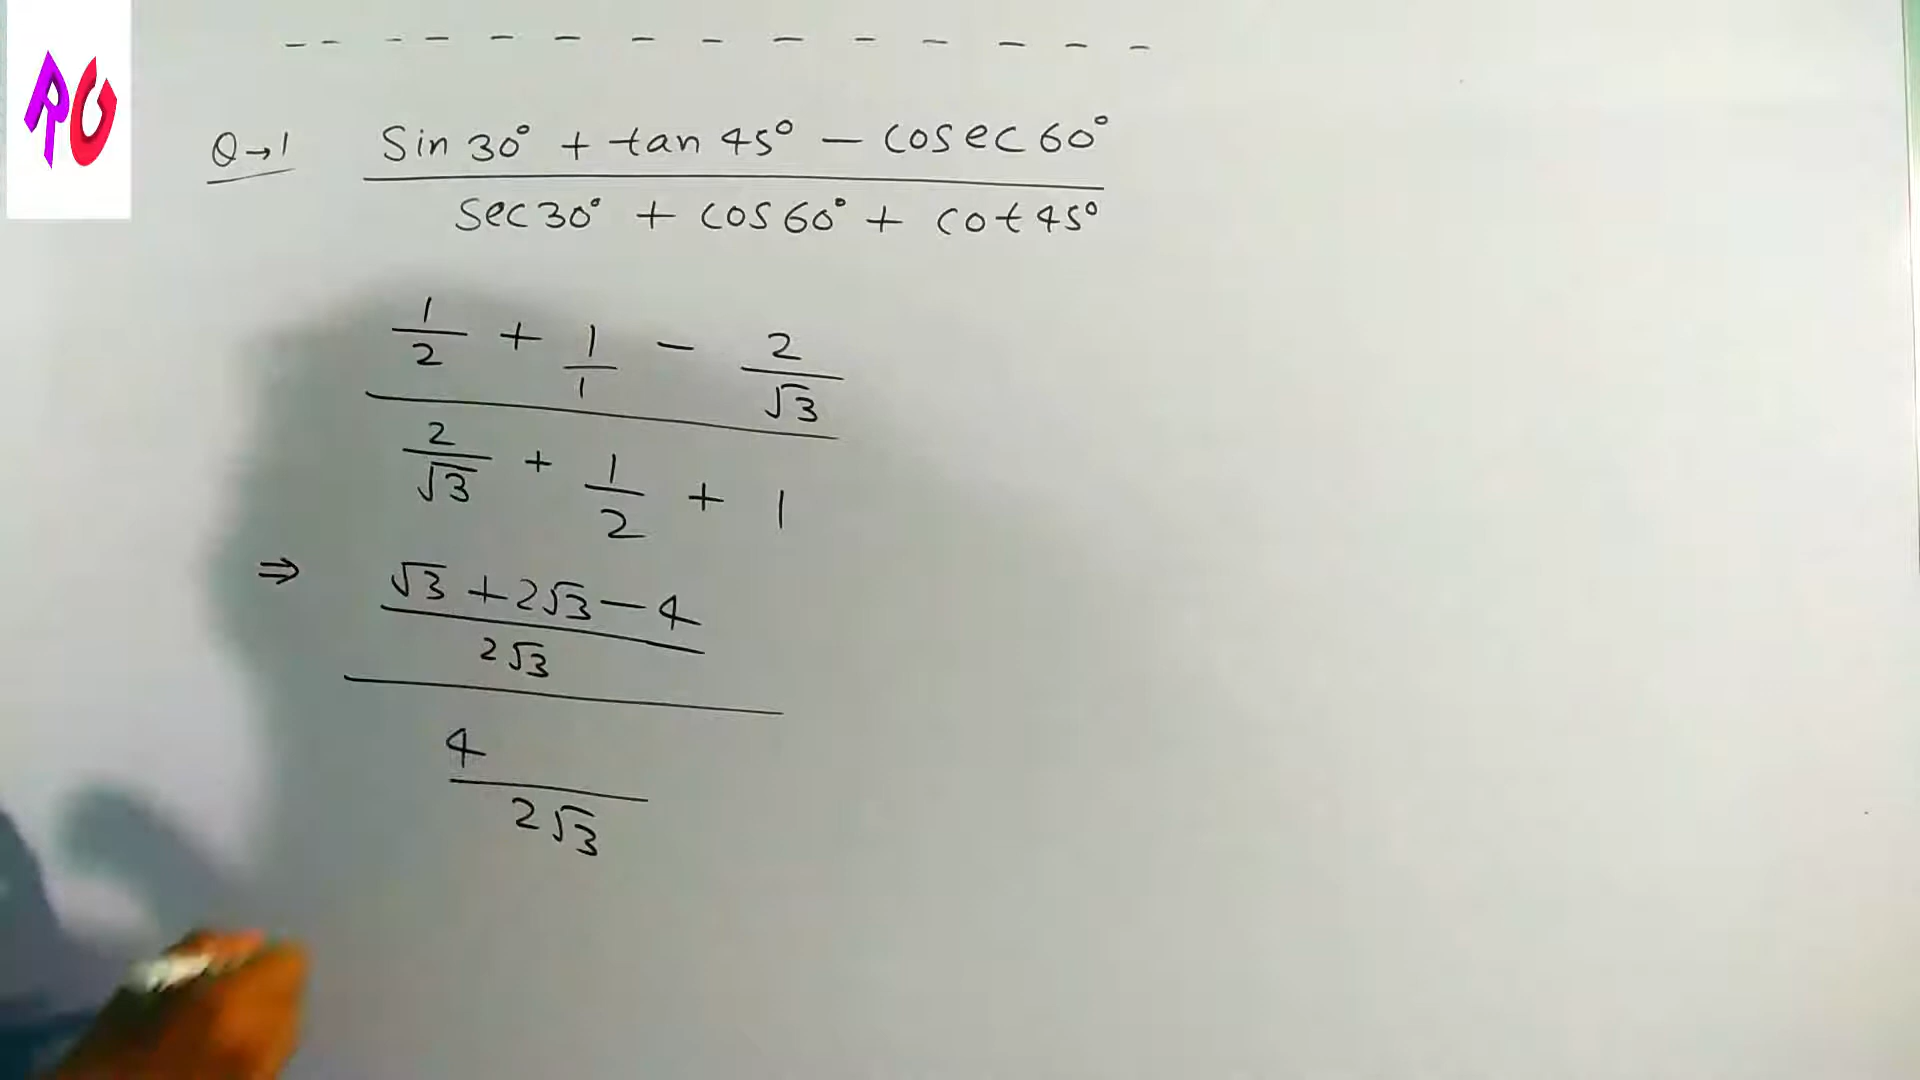 Q→1 Sin 30° + tan 45° – cosec 60°
sec 30° + cos 60° + cot 45°
1/2 + 1/1 – 2/√3
2/√3 + 1/2 + 1
⇒ √3 + 2√3 – 4
2√3
4
2√3